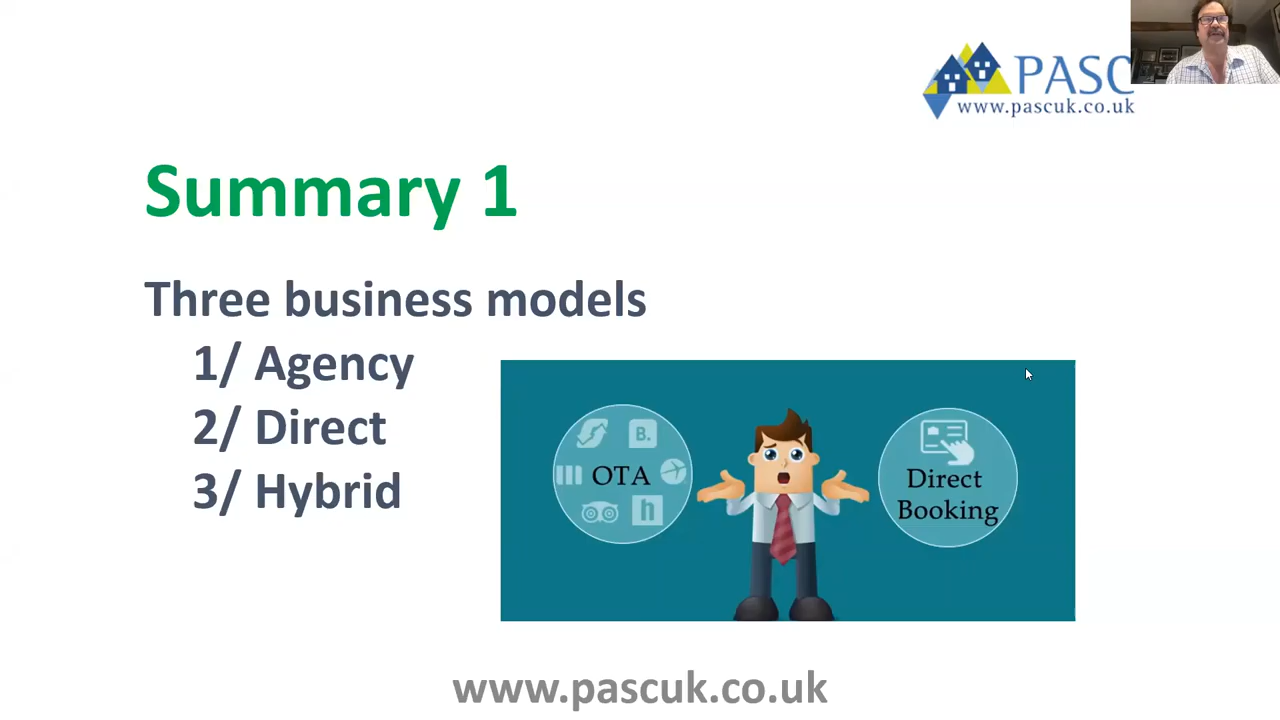 PASC
www.pascuk.co.uk
Summary 1
Three business models
1/ Agency
2/ Direct
3/ Hybrid
B.
OTA
h
Direct
Booking
www.pascuk.co.uk